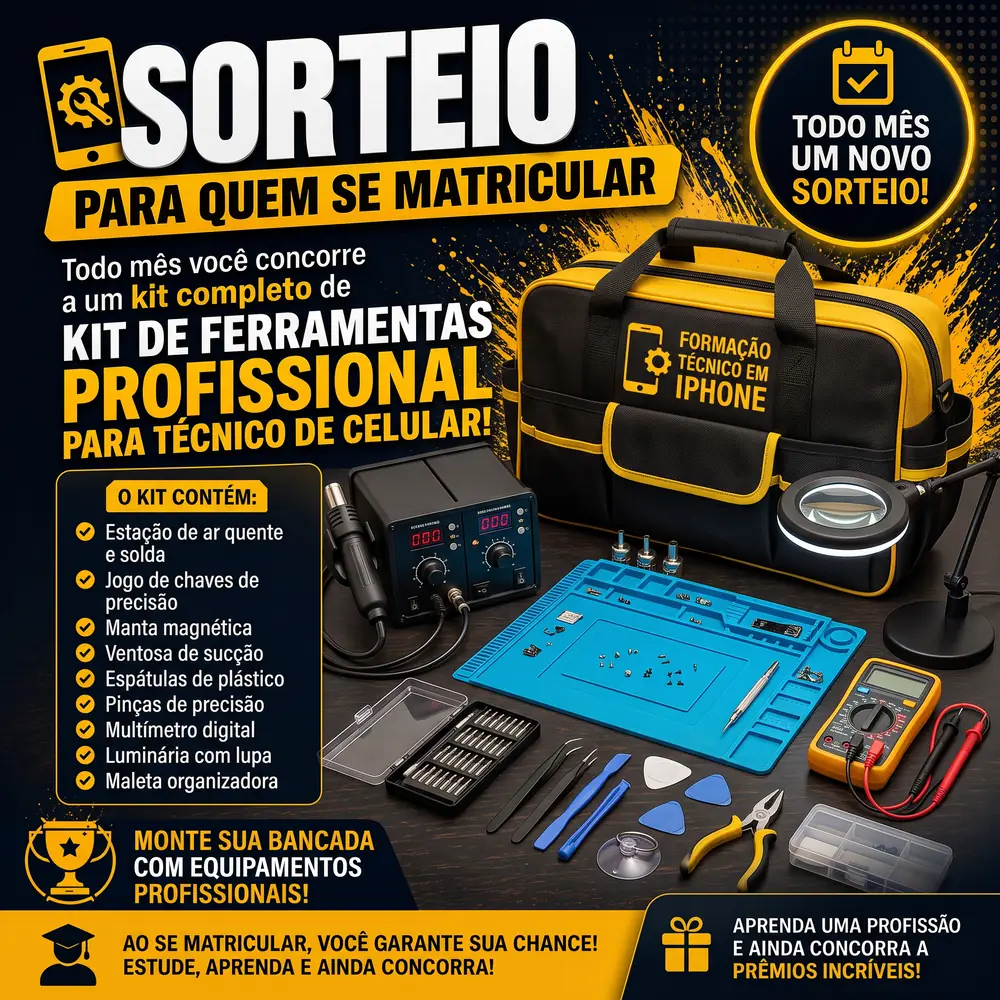 SORTEIO
PARA QUEM SE MATRICULAR
TODO MÊS
UM NOVO
SORTEIO!
Todo mês você concorre
a um kit completo de
KIT DE FERRAMENTAS
PROFISSIONAL
PARA TÉCNICO DE CELULAR!
FORMAÇÃO
TÉCNICO EM
IPHONE
O KIT CONTÉM:
Estação de ar quente
e solda
Jogo de chaves de
precisão
Manta magnética
Ventosa de sucção
Espátulas de plástico
Pinças de precisão
Multímetro digital
Luminária com lupa
Maleta organizadora
000
000
MONTE SUA BANCADA
COM EQUIPAMENTOS
PROFISSIONAIS!
AO SE MATRICULAR, VOCÊ GARANTE SUA CHANCE!
ESTUDE, APRENDA E AINDA CONCORRA!
APRENDA UMA PROFISSÃO
E AINDA CONCORRA A
PRÊMIOS INCRÍVEIS!